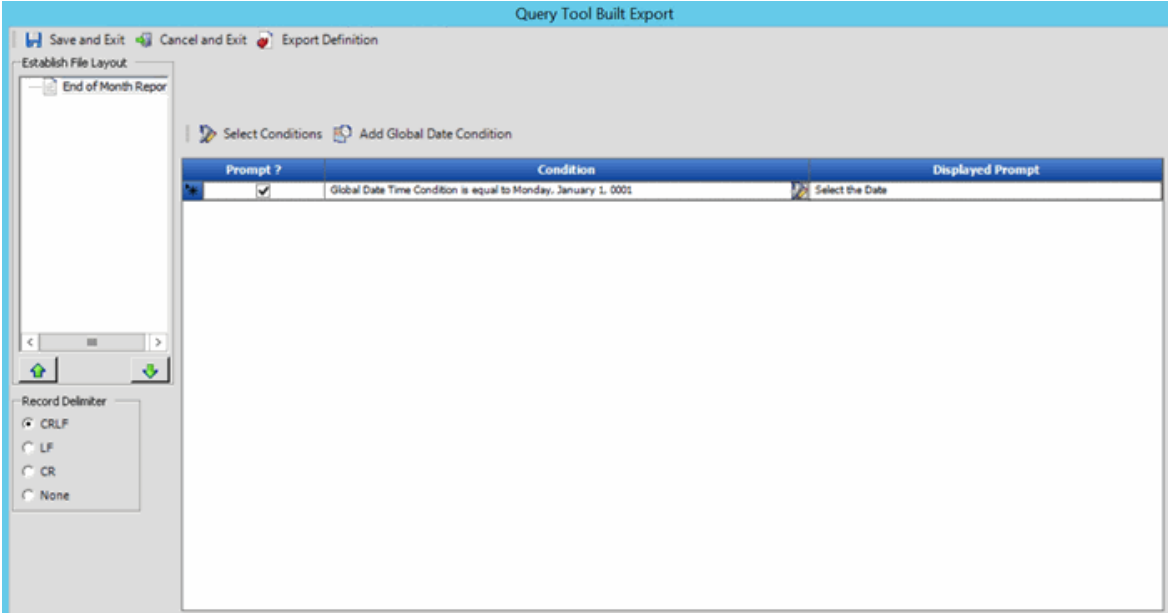 Query Tool Built Export
Save and Exit Cancel and Exit Export Definition
Establish File Layout
End of Month Repor
Select Conditions Add Global Date Condition
Prompt ? Condition Displayed Prompt
Global Date Time Condition is equal to Monday, January 1, 0001 Select the Date
Record Delimiter
CRLF
LF
CR
None